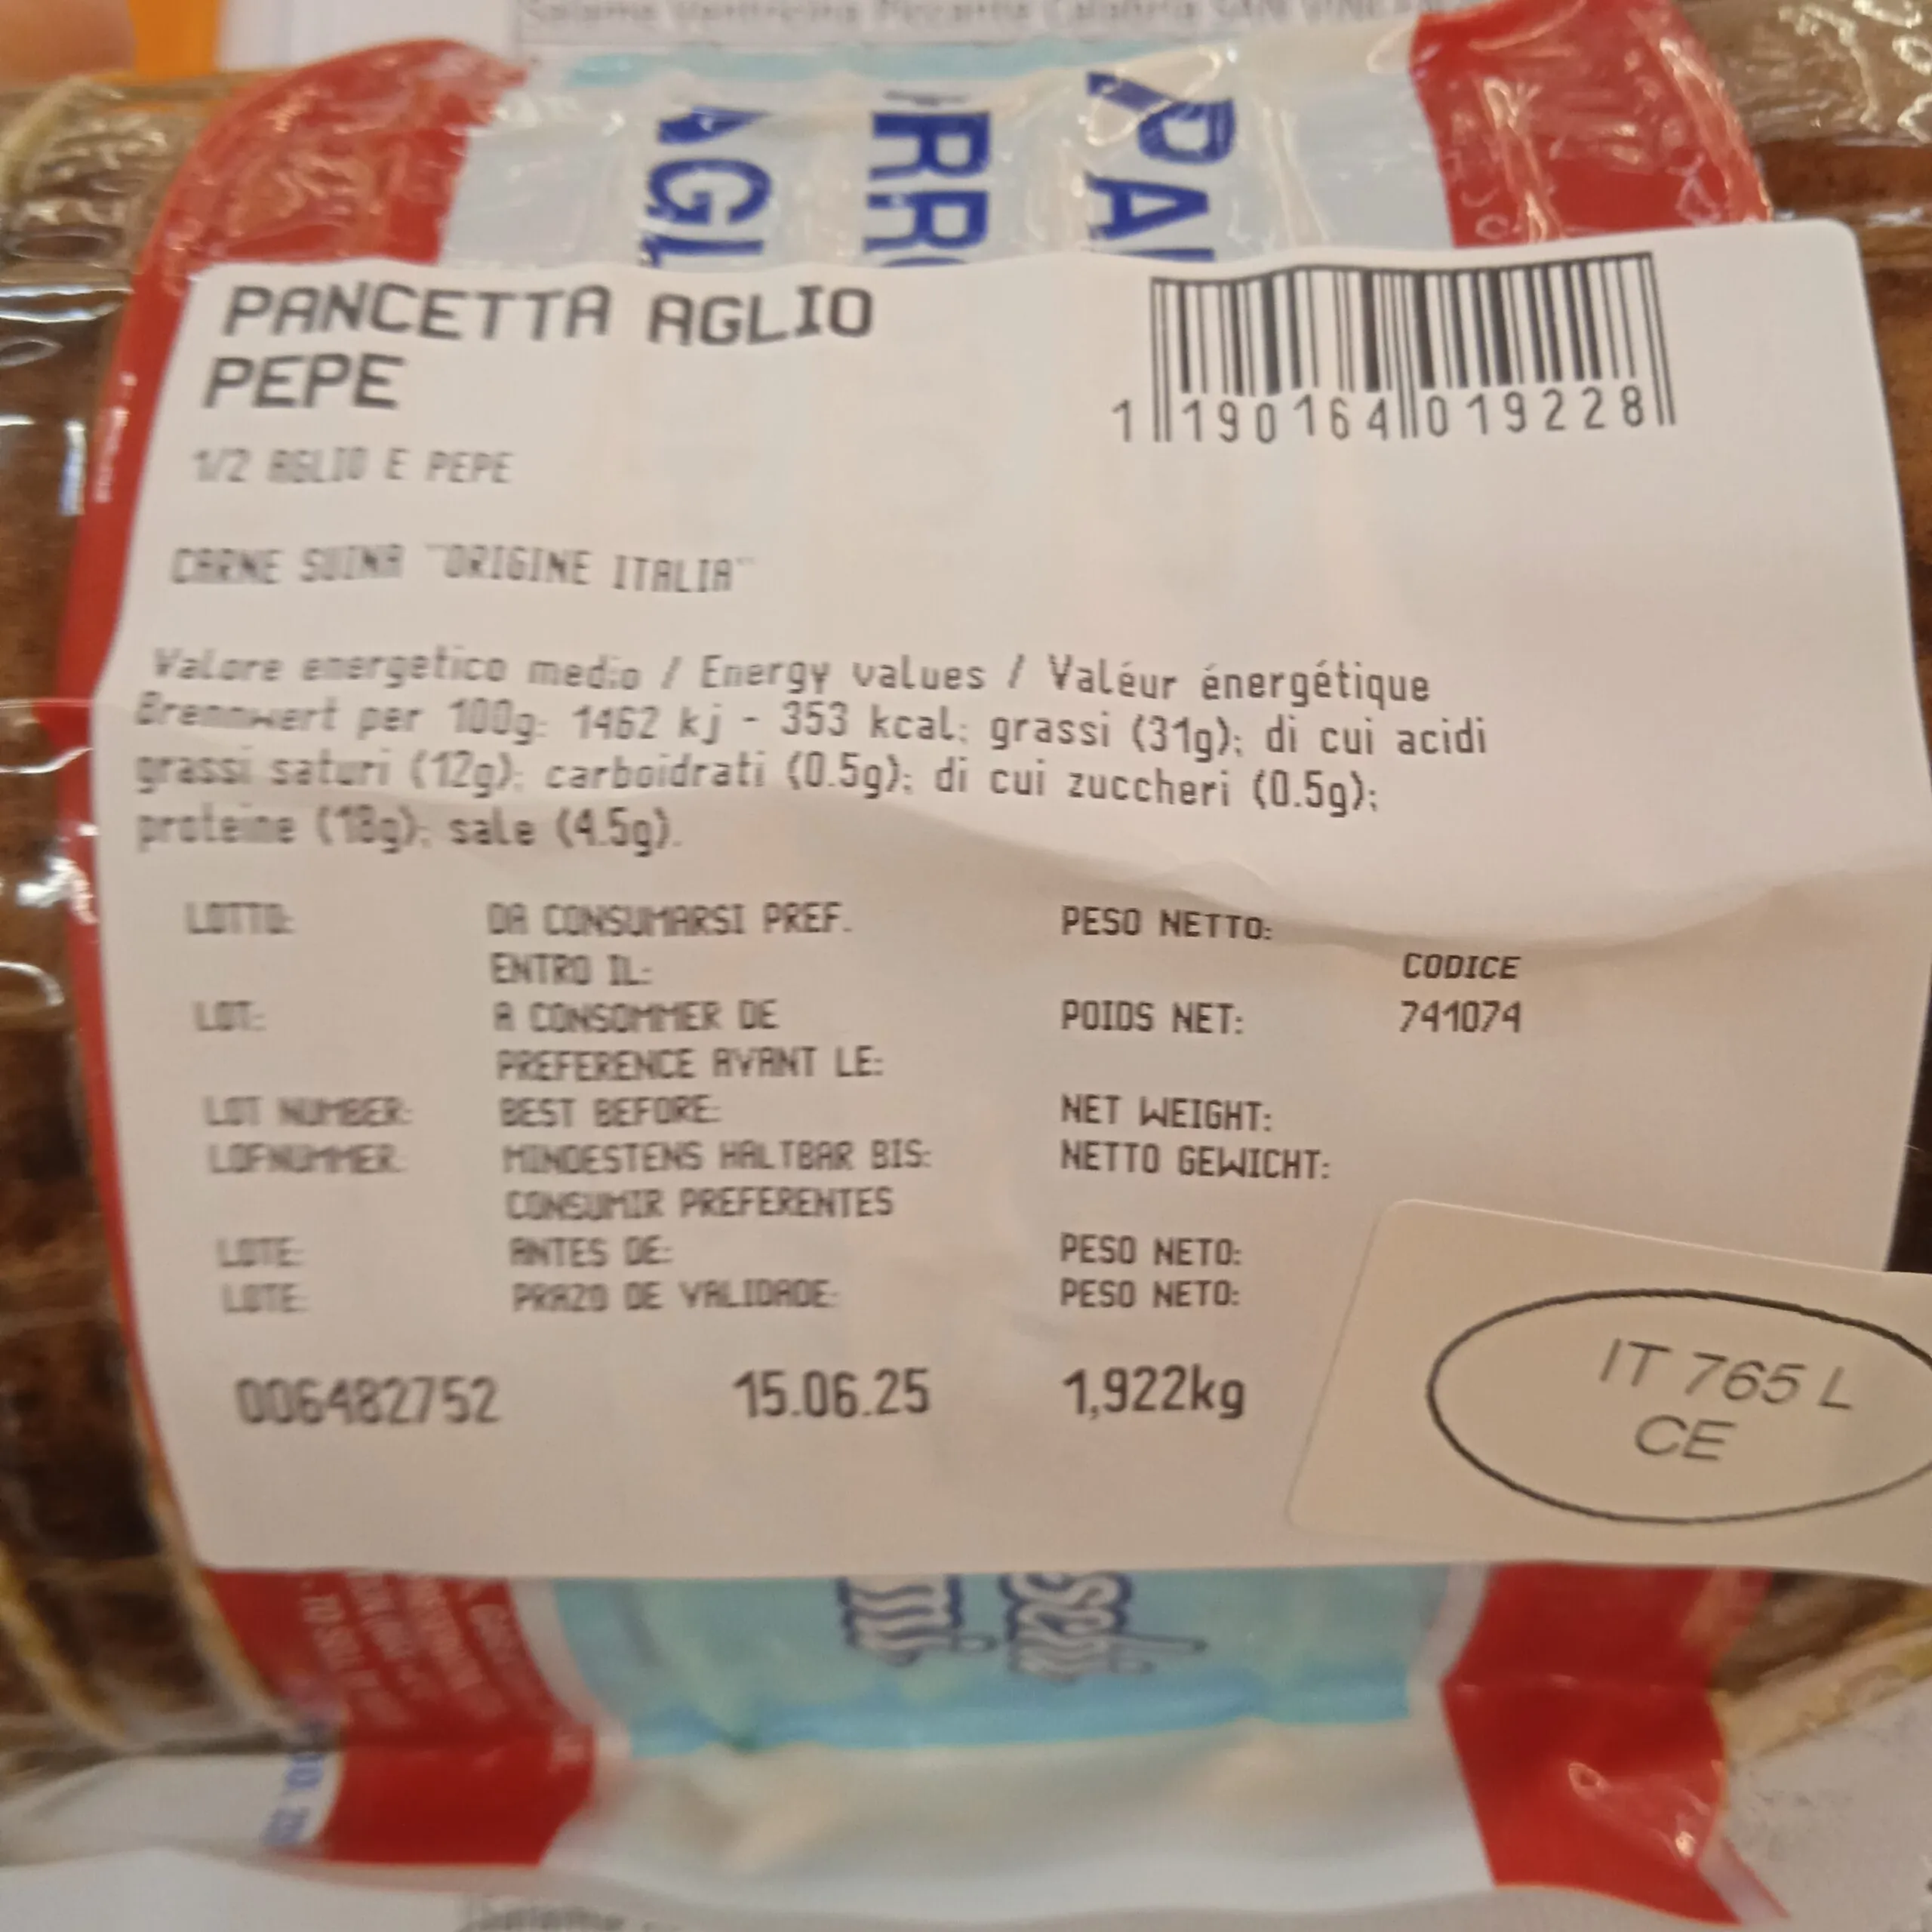 PANCETTA AGLIO
PEPE
1 190164 019228
1/2 AGLIO E PEPE
CARNE SUINA "ORIGINE ITALIA"
Valore energetico medio / Energy values / Valéur énergétique
Brennwert per 100g: 1462 kj - 353 kcal; grassi (31g); di cui acidi
grassi saturi (12g); carboidrati (0.5g); di cui zuccheri (0.5g);
proteine (18g); sale (4.5g).
LOTTO: DA CONSUMARSI PREF. PESO NETTO:
ENTRO IL: CODICE
LOT: A CONSOMMER DE POIDS NET: 741074
PREFERENCE AVANT LE:
LOT NUMBER: BEST BEFORE: NET WEIGHT:
LOFNUMMER: MINDESTENS HALTBAR BIS: NETTO GEWICHT:
CONSUMIR PREFERENTES
LOTE: ANTES DE: PESO NETO:
LOTE: PRAZO DE VALIDADE: PESO NETO:
006482752 15.06.25 1,922kg
IT 765 L
CE